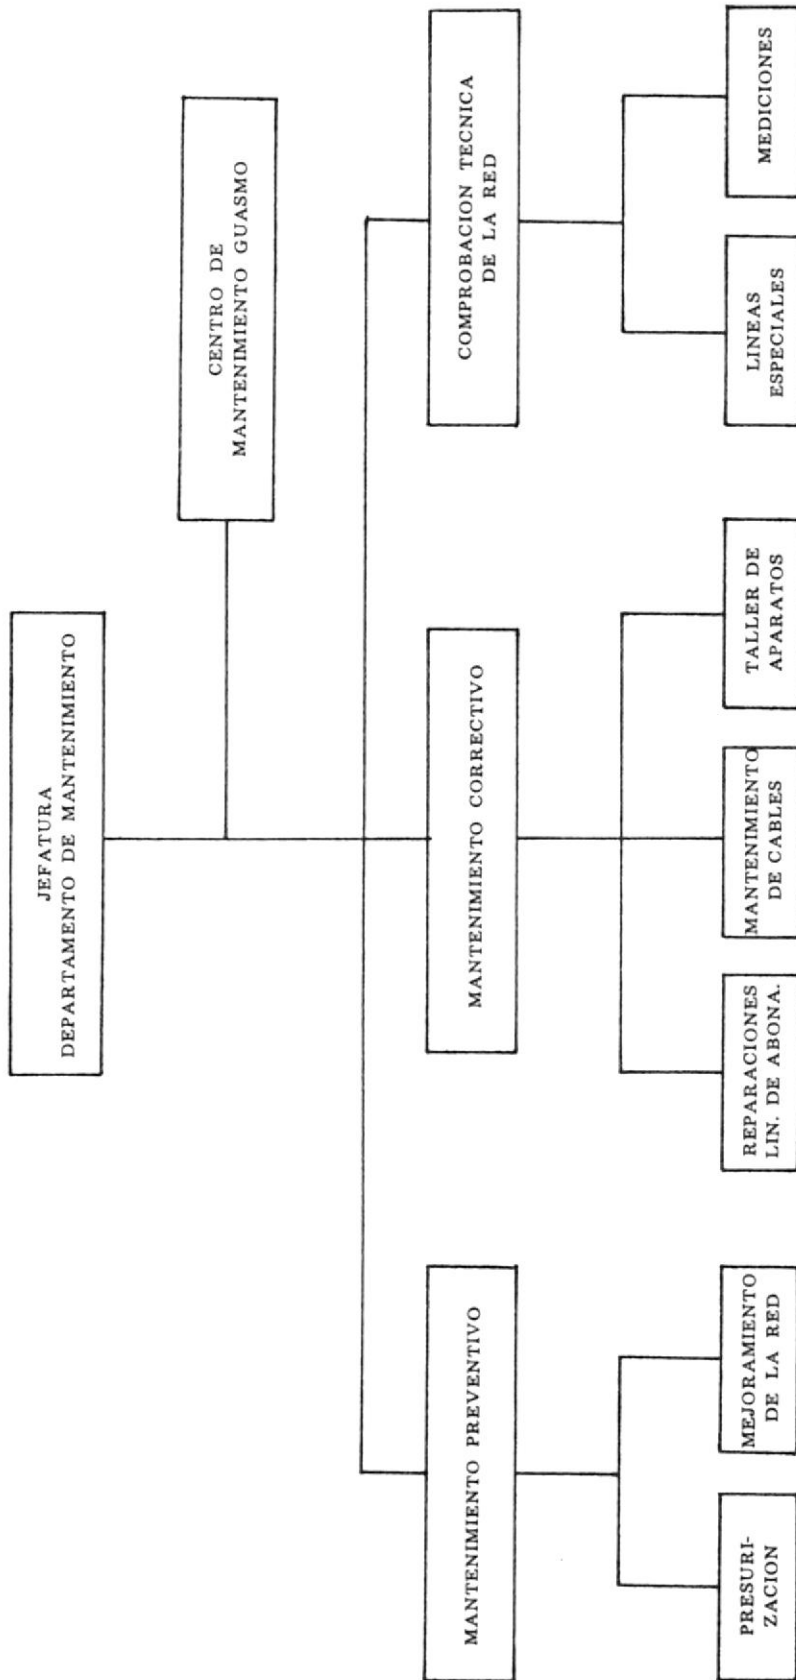 JEFATURA
DEPARTAMENTO DE MANTENIMIENTO
CENTRO DE
MANTENIMIENTO GUASMO
MANTENIMIENTO PREVENTIVO
MANTENIMIENTO CORRECTIVO
COMPROBACION TECNICA
DE LA RED
PRESURI-
ZACION
MEJORAMIENTO
DE LA RED
REPARACIONES
LIN. DE ABONA.
MANTENIMIENTO
DE CABLES
TALLER DE
APARATOS
LINEAS
ESPECIALES
MEDICIONES